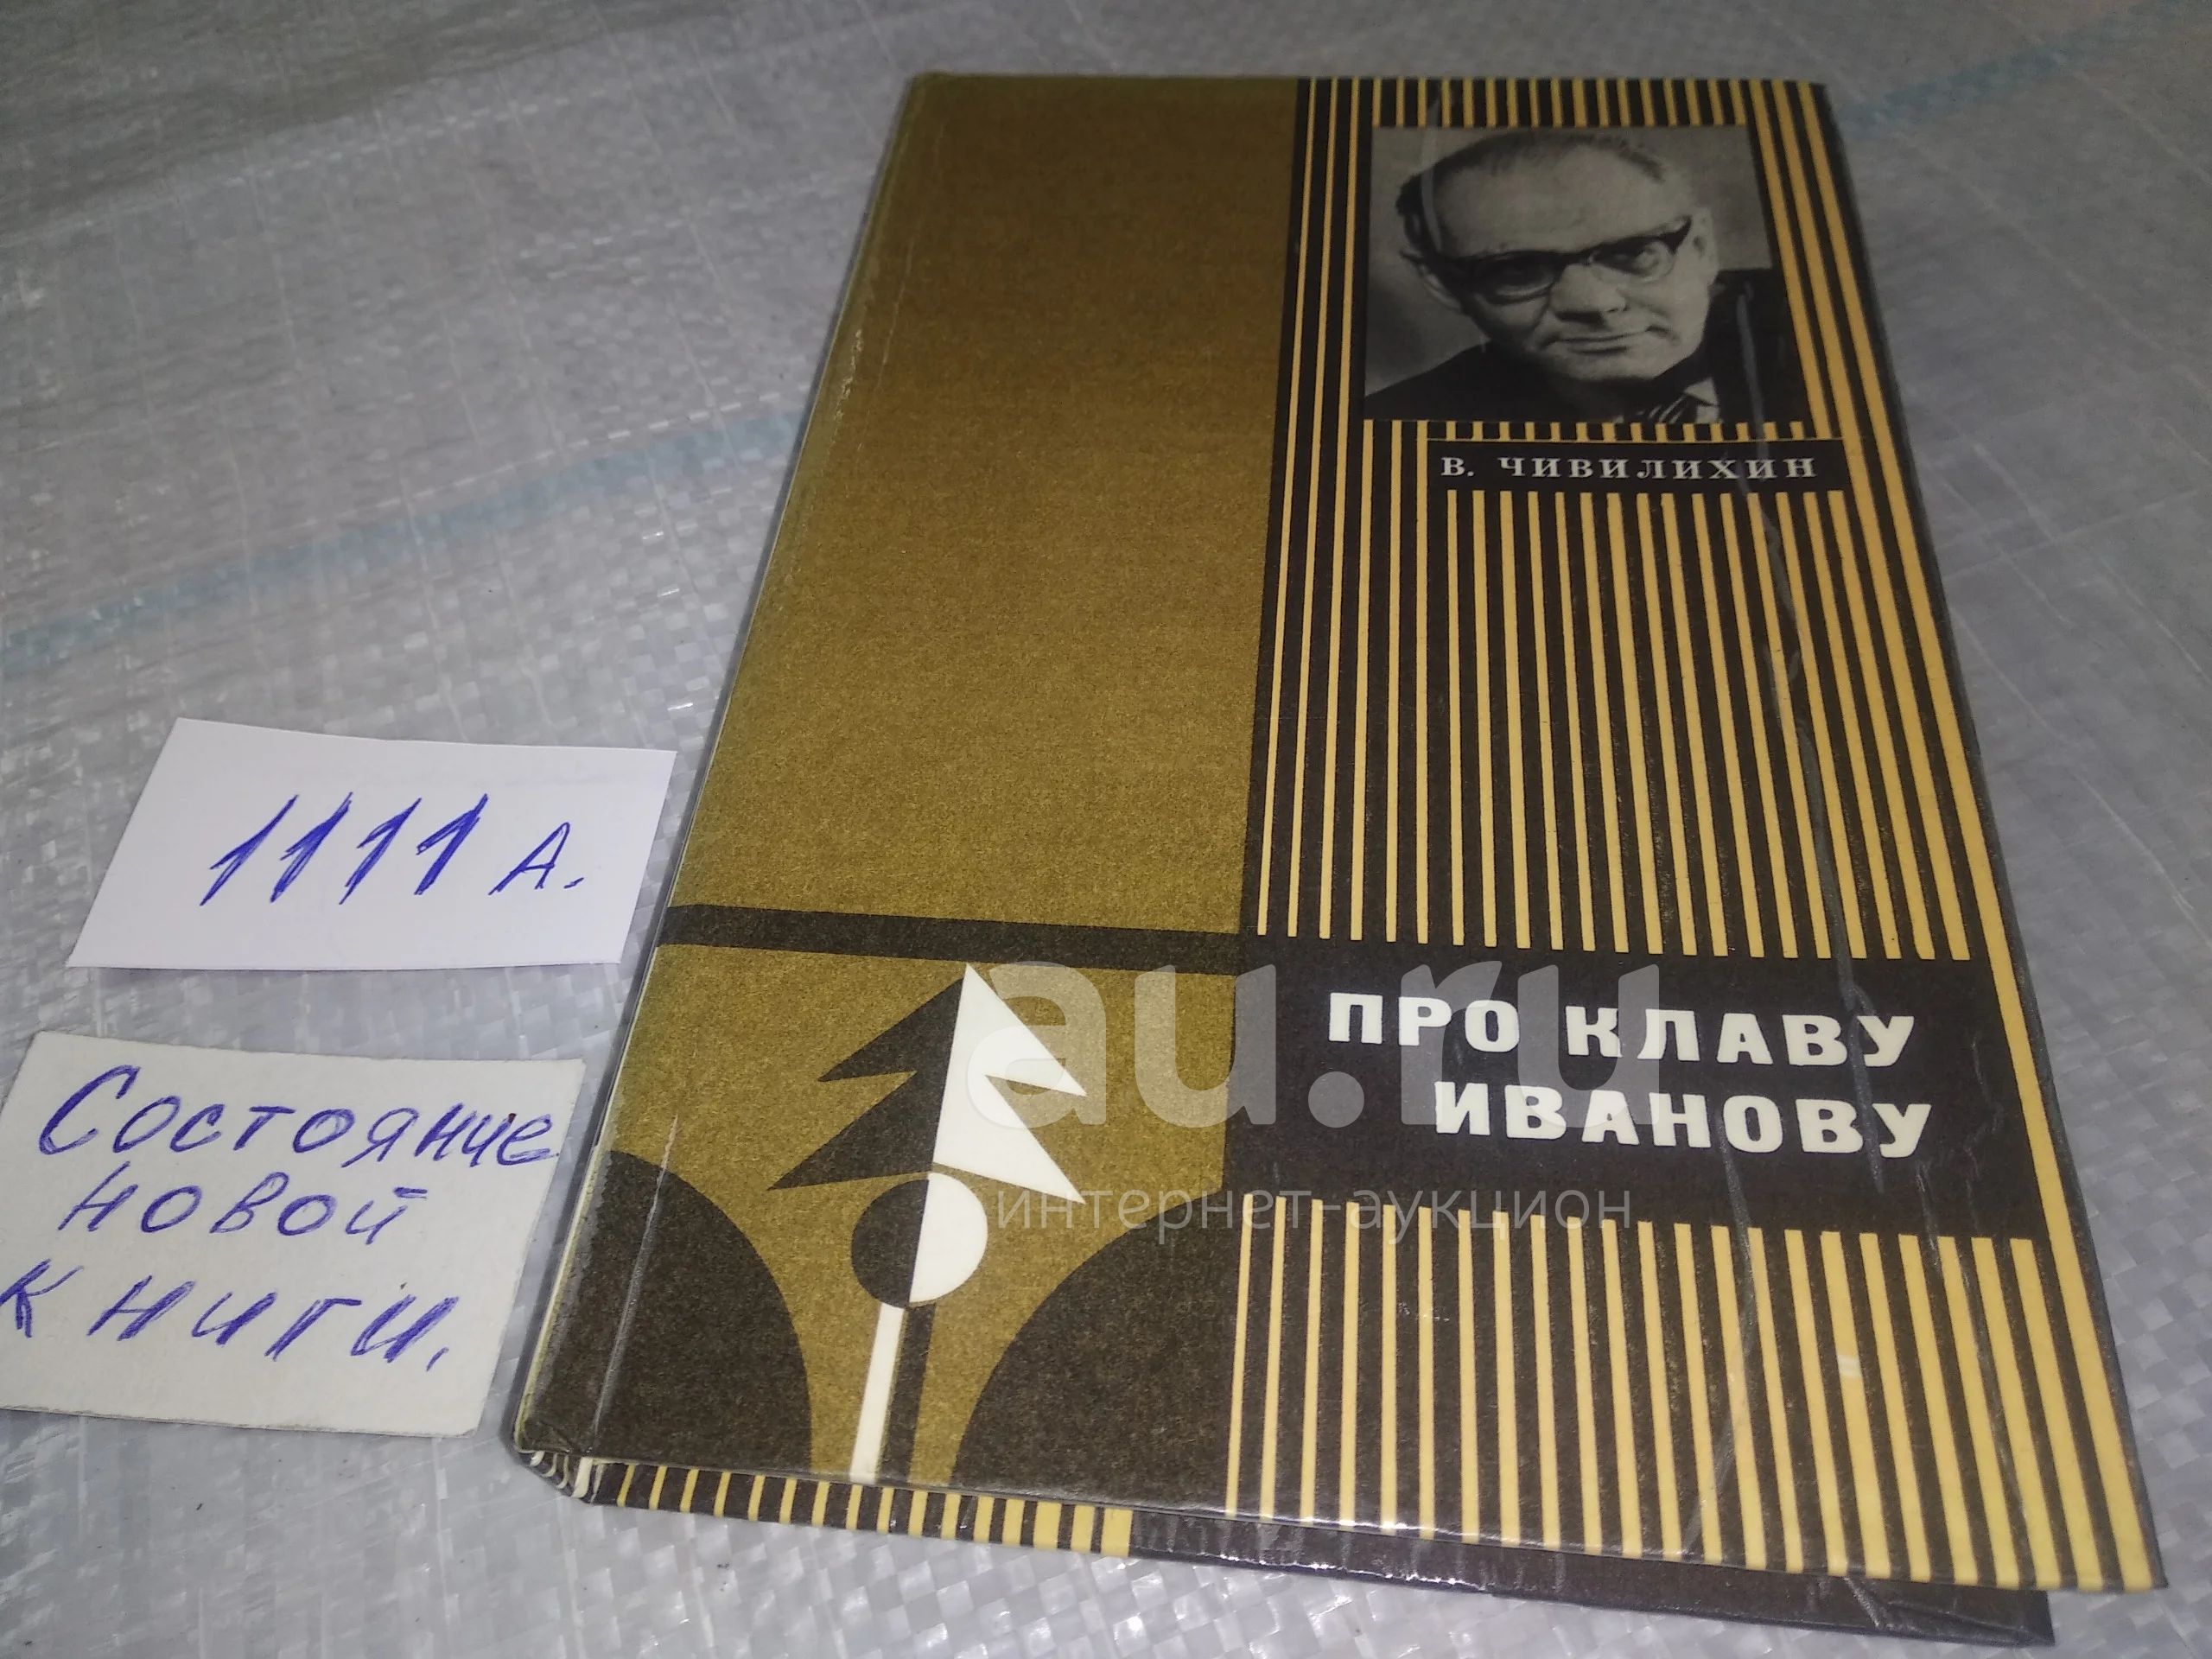 В. ЧИВИЛИХИН
1111 А.
ПРО КЛАВУ
ИВАНОВУ
au.ru
интернет-аукцион
Состояние
новой
книги.